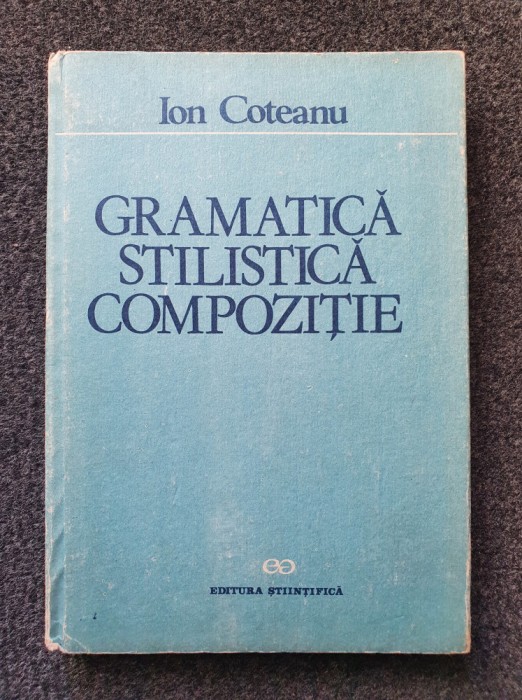 Ion Coteanu
GRAMATICĂ
STILISTICĂ
COMPOZIȚIE
EDITURA ȘTIINȚIFICĂ